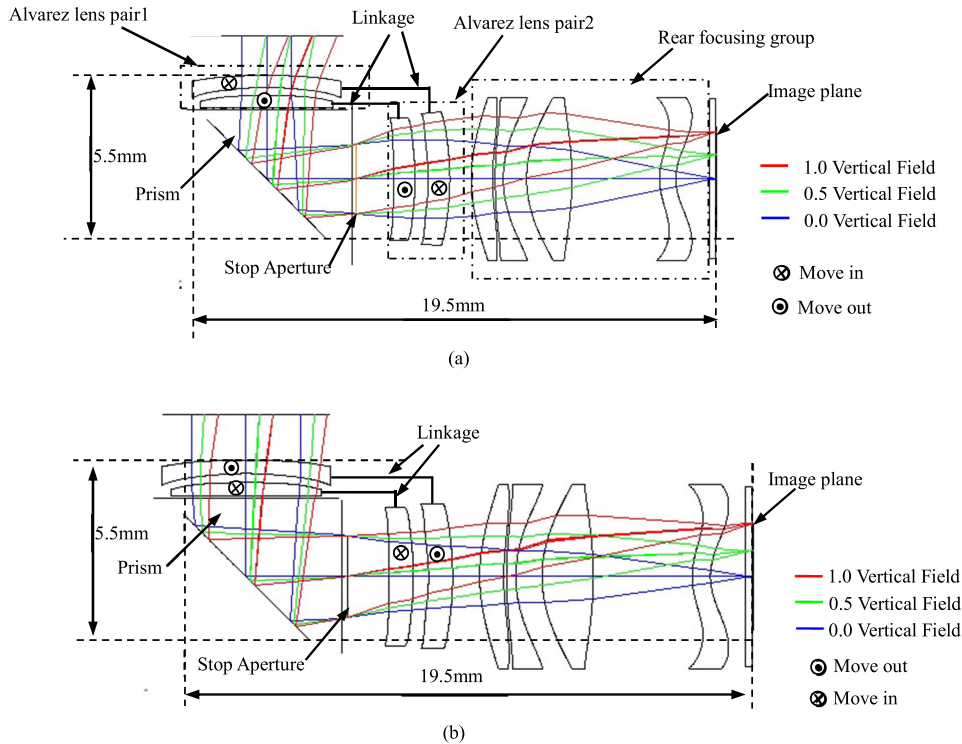 Alvarez lens pair1
Linkage
Alvarez lens pair2
Rear focusing group
Image plane
5.5mm
Prism
1.0 Vertical Field
0.5 Vertical Field
0.0 Vertical Field
Stop Aperture
Move in
Move out
19.5mm
(a)
Linkage
Image plane
5.5mm
Prism
1.0 Vertical Field
0.5 Vertical Field
0.0 Vertical Field
Stop Aperture
Move out
19.5mm
Move in
(b)